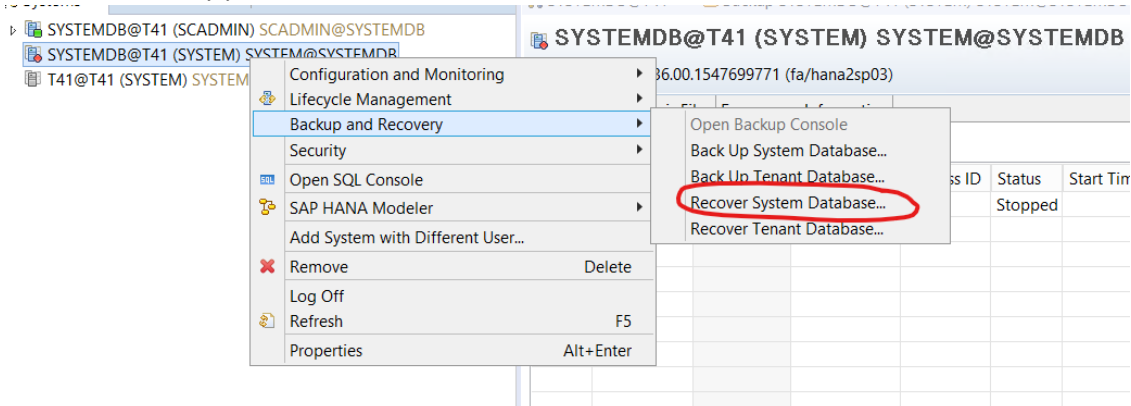 Systems
SYSTEMDB@T41 (SCADMIN) SCADMIN@SYSTEMDB
SYSTEMDB@T41 (SYSTEM) SYSTEM@SYSTEMDB
T41@T41 (SYSTEM) SYSTEM
Configuration and Monitoring
Lifecycle Management
Backup and Recovery
Security
SQL Open SQL Console
SAP HANA Modeler
Add System with Different User...
Remove Delete
Log Off
Refresh F5
Properties Alt+Enter
Open Backup Console
Back Up System Database...
Back Up Tenant Database...
Recover System Database...
Recover Tenant Database...
SYSTEMDB@T41 (SYSTEM) SYSTEM@SYSTEMDB
36.00.1547699771 (fa/hana2sp03)
ss ID Status Start Tim
Stopped